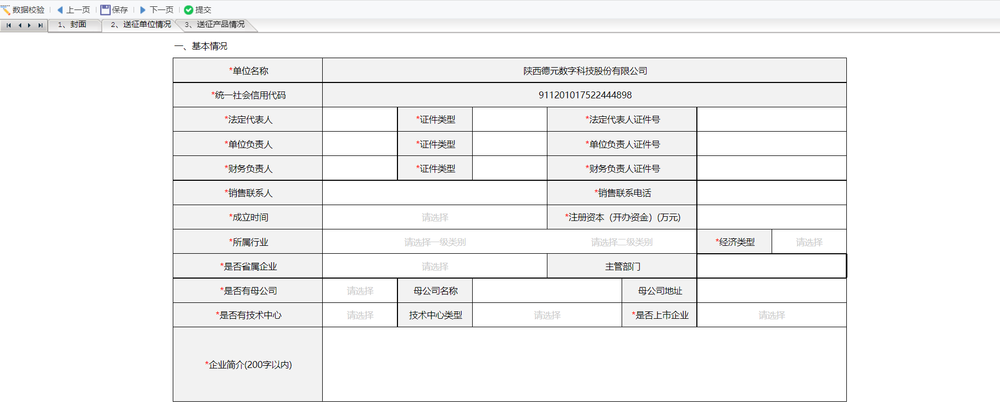 数据校验 上一页 保存 下一页 提交
1、封面 2、送征单位情况 3、送征产品情况
一、基本情况
*单位名称 陕西德元数字科技股份有限公司
*统一社会信用代码 911201017522444898
*法定代表人 *证件类型 *法定代表人证件号
*单位负责人 *证件类型 *单位负责人证件号
*财务负责人 *证件类型 *财务负责人证件号
*销售联系人 *销售联系电话
*成立时间 请选择 *注册资本（开办资金）(万元)
*所属行业 请选择一级类别 请选择二级类别 *经济类型 请选择
*是否省属企业 请选择 主管部门
*是否有母公司 请选择 母公司名称 母公司地址
*是否有技术中心 请选择 技术中心类型 请选择 *是否上市企业 请选择
*企业简介(200字以内)